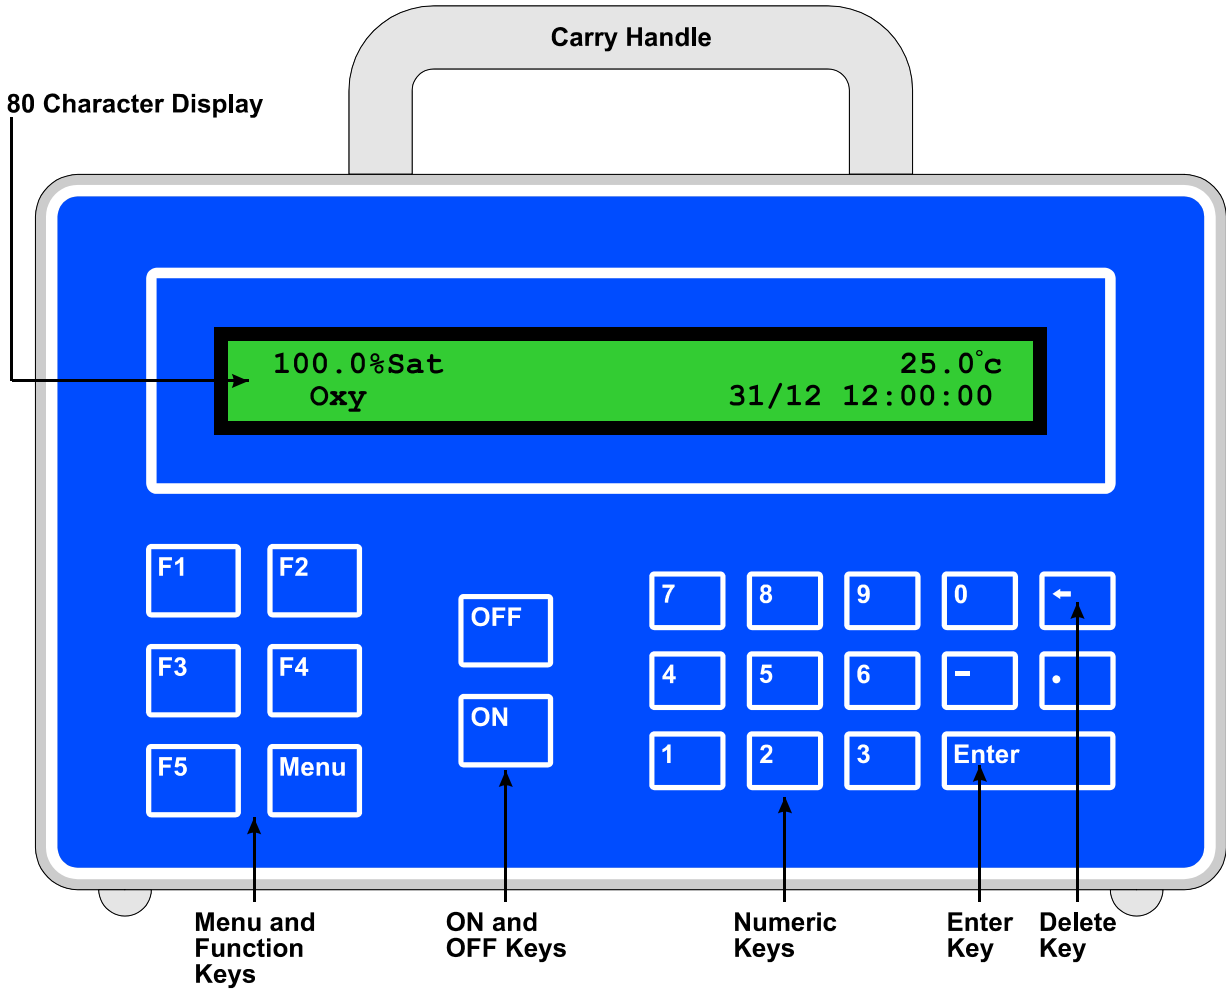 Carry Handle
80 Character Display
100.0%Sat 25.0°c
Oxy 31/12 12:00:00
F1 F2
F3 F4
F5 Menu
OFF
ON
7 8 9 0 ←
4 5 6 - .
1 2 3 Enter
Menu and
Function
Keys
ON and
OFF Keys
Numeric
Keys
Enter
Key
Delete
Key